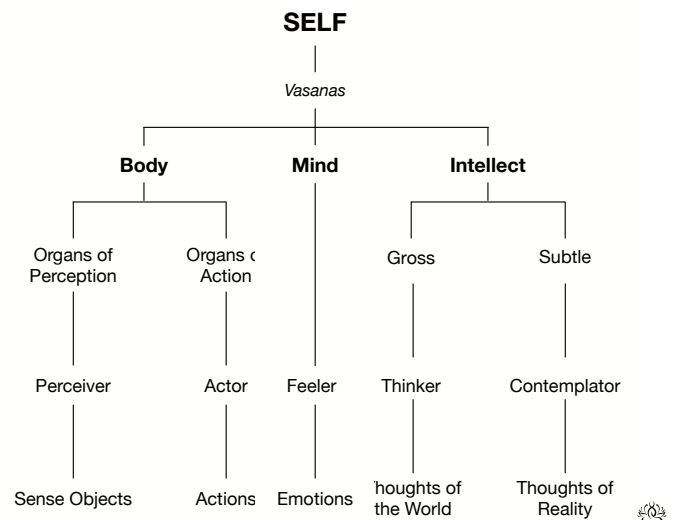 SELF
Vasanas
Body Mind Intellect
Organs of Organs
Perception Action
Gross Subtle
Perceiver Actor Feeler Thinker Contemplator
Sense Objects Actions Emotions
houghts of
the World
Thoughts of
Reality